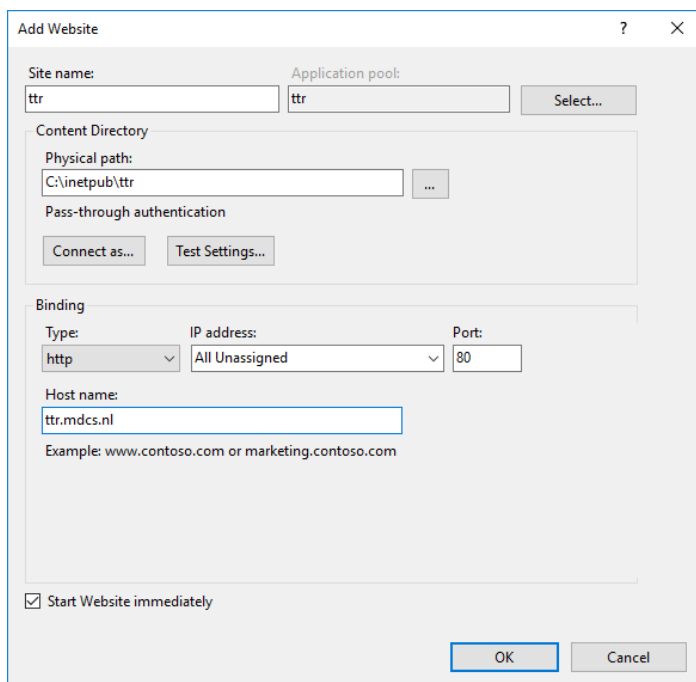 Add Website ?
Site name: Application pool:
ttr ttr Select...
Content Directory
Physical path:
C:\inetpub\ttr ...
Pass-through authentication
Connect as... Test Settings...
Binding
Type: IP address: Port:
http All Unassigned 80
Host name:
ttr.mdcs.nl
Example: www.contoso.com or marketing.contoso.com
Start Website immediately
OK Cancel